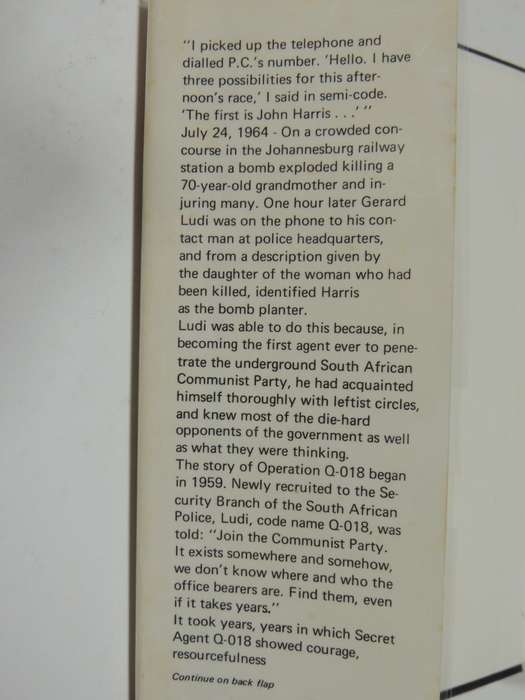 "I picked up the telephone and
dialled P.C.'s number. 'Hello. I have
three possibilities for this after-
noon's race,' I said in semi-code.
'The first is John Harris . . .' "
July 24, 1964 - On a crowded con-
course in the Johannesburg railway
station a bomb exploded killing a
70-year-old grandmother and in-
juring many. One hour later Gerard
Ludi was on the phone to his con-
tact man at police headquarters,
and from a description given by
the daughter of the woman who had
been killed, identified Harris
as the bomb planter.
Ludi was able to do this because, in
becoming the first agent ever to pene-
trate the underground South African
Communist Party, he had acquainted
himself thoroughly with leftist circles,
and knew most of the die-hard
opponents of the government as well
as what they were thinking.
The story of Operation Q-018 began
in 1959. Newly recruited to the Se-
curity Branch of the South African
Police, Ludi, code name Q-018, was
told: "Join the Communist Party.
It exists somewhere and somehow,
we don't know where and who the
office bearers are. Find them, even
if it takes years."
It took years, years in which Secret
Agent Q-018 showed courage,
resourcefulness
Continue on back flap